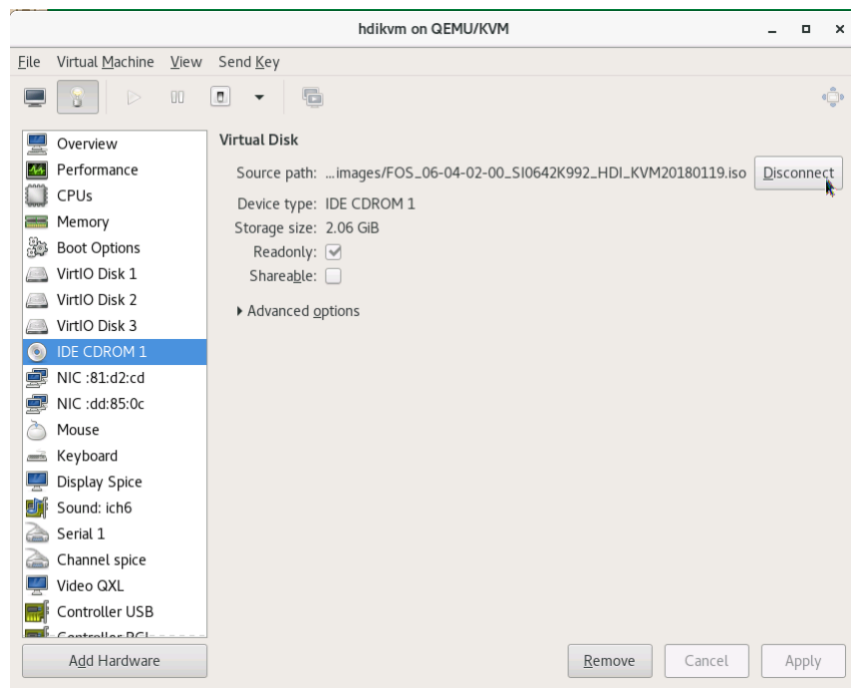 hdikvm on QEMU/KVM
File Virtual Machine View Send Key
Overview
Performance
CPUs
Memory
Boot Options
VirtIO Disk 1
VirtIO Disk 2
VirtIO Disk 3
IDE CDROM 1
NIC :81:d2:cd
NIC :dd:85:0c
Mouse
Keyboard
Display Spice
Sound: ich6
Serial 1
Channel spice
Video QXL
Controller USB
Controller PCI
Add Hardware
Virtual Disk
Source path: ...images/FOS_06-04-02-00_SI0642K992_HDI_KVM20180119.iso Disconnect
Device type: IDE CDROM 1
Storage size: 2.06 GiB
Readonly:
Shareable:
Advanced options
Remove Cancel Apply